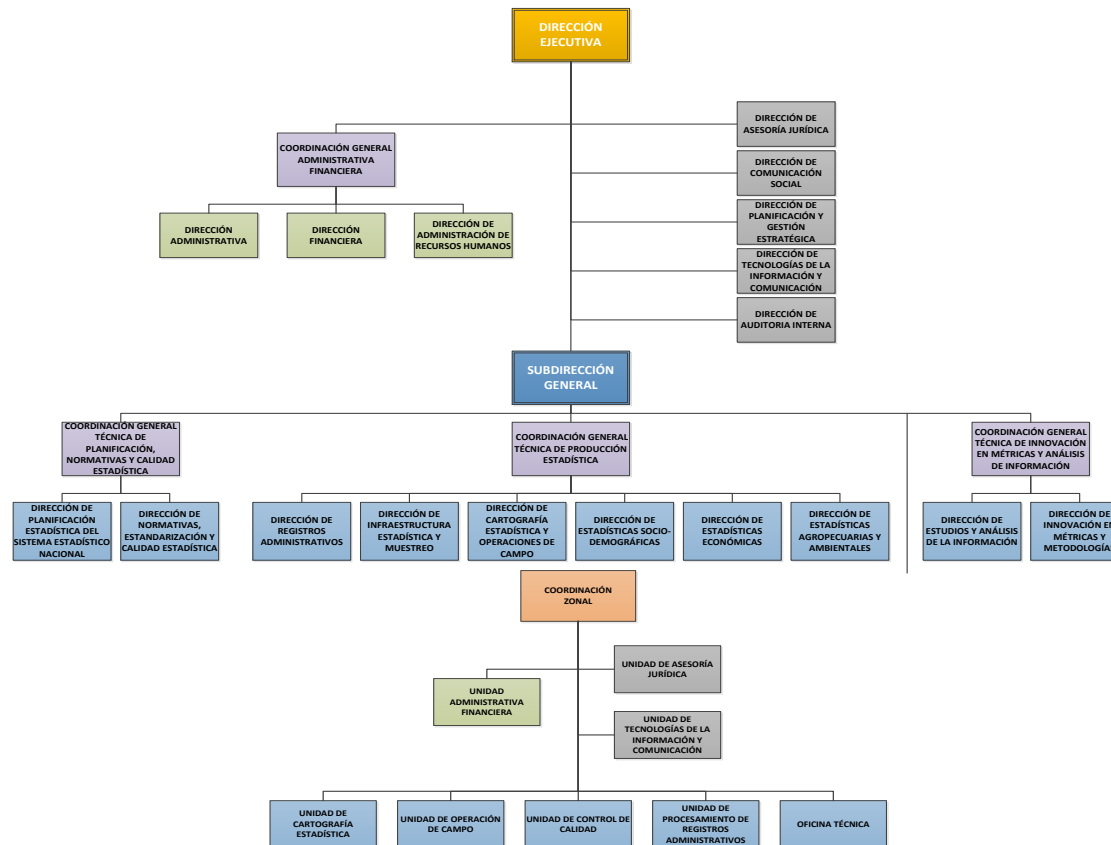 DIRECCIÓN
EJECUTIVA
DIRECCIÓN DE
ASESORÍA JURÍDICA
COORDINACIÓN GENERAL
ADMINISTRATIVA
FINANCIERA
DIRECCIÓN DE
COMUNICACIÓN
SOCIAL
DIRECCIÓN
ADMINISTRATIVA
DIRECCIÓN
FINANCIERA
DIRECCIÓN DE
ADMINISTRACIÓN DE
RECURSOS HUMANOS
DIRECCIÓN DE
PLANIFICACIÓN Y
GESTIÓN
ESTRATÉGICA
DIRECCIÓN DE
TECNOLOGÍAS DE LA
INFORMACIÓN Y
COMUNICACIÓN
DIRECCIÓN DE
AUDITORIA INTERNA
SUBDIRECCIÓN
GENERAL
COORDINACIÓN GENERAL
TÉCNICA DE
PLANIFICACIÓN,
NORMATIVAS Y CALIDAD
ESTADÍSTICA
COORDINACIÓN GENERAL
TÉCNICA DE PRODUCCIÓN
ESTADÍSTICA
COORDINACIÓN GENERAL
TÉCNICA DE INNOVACIÓN
EN MÉTRICAS Y ANÁLISIS
DE INFORMACIÓN
DIRECCIÓN DE
PLANIFICACIÓN
ESTADÍSTICA DEL
SISTEMA ESTADÍSTICO
NACIONAL
DIRECCIÓN DE
NORMATIVAS,
ESTANDARIZACIÓN Y
CALIDAD ESTADÍSTICA
DIRECCIÓN DE
REGISTROS
ADMINISTRATIVOS
DIRECCIÓN DE
INFRAESTRUCTURA
ESTADÍSTICA Y
MUESTREO
DIRECCIÓN DE
CARTOGRAFÍA
ESTADÍSTICA Y
OPERACIONES DE
CAMPO
DIRECCIÓN DE
ESTADÍSTICAS SOCIO-
DEMOGRÁFICAS
DIRECCIÓN DE
ESTADÍSTICAS
ECONÓMICAS
DIRECCIÓN DE
ESTADÍSTICAS
AGROPECUARIAS Y
AMBIENTALES
DIRECCIÓN DE
ESTUDIOS Y ANÁLISIS
DE LA INFORMACIÓN
DIRECCIÓN DE
INNOVACIÓN EN
MÉTRICAS Y
METODOLOGÍAS
COORDINACIÓN
ZONAL
UNIDAD DE ASESORÍA
JURÍDICA
UNIDAD
ADMINISTRATIVA
FINANCIERA
UNIDAD DE
TECNOLOGÍAS DE LA
INFORMACIÓN Y
COMUNICACIÓN
UNIDAD DE
CARTOGRAFÍA
ESTADÍSTICA
UNIDAD DE OPERACIÓN
DE CAMPO
UNIDAD DE CONTROL DE
CALIDAD
UNIDAD DE
PROCESAMIENTO DE
REGISTROS
ADMINISTRATIVOS
OFICINA TÉCNICA